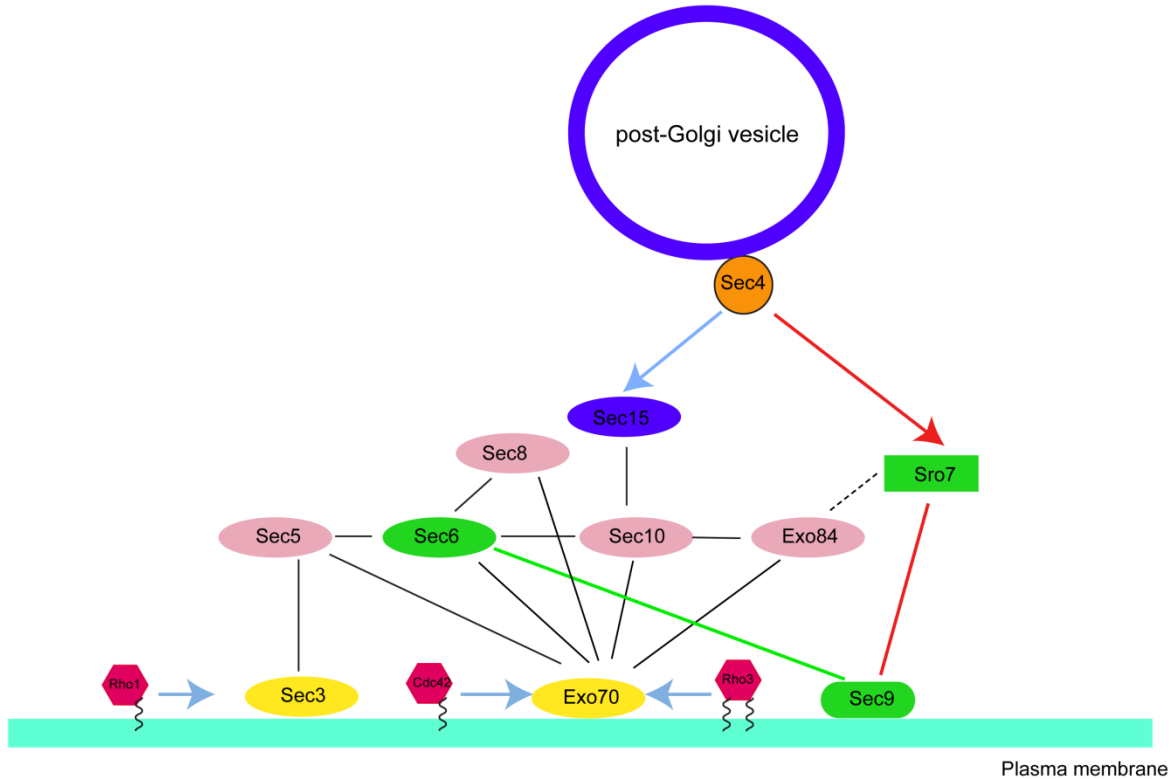 post-Golgi vesicle
Sec4
Sec15
Sec8
Sro7
Sec5
Sec6
Sec10
Exo84
Rho1
Sec3
Cdc42
Exo70
Rho3
Sec9
Plasma membrane